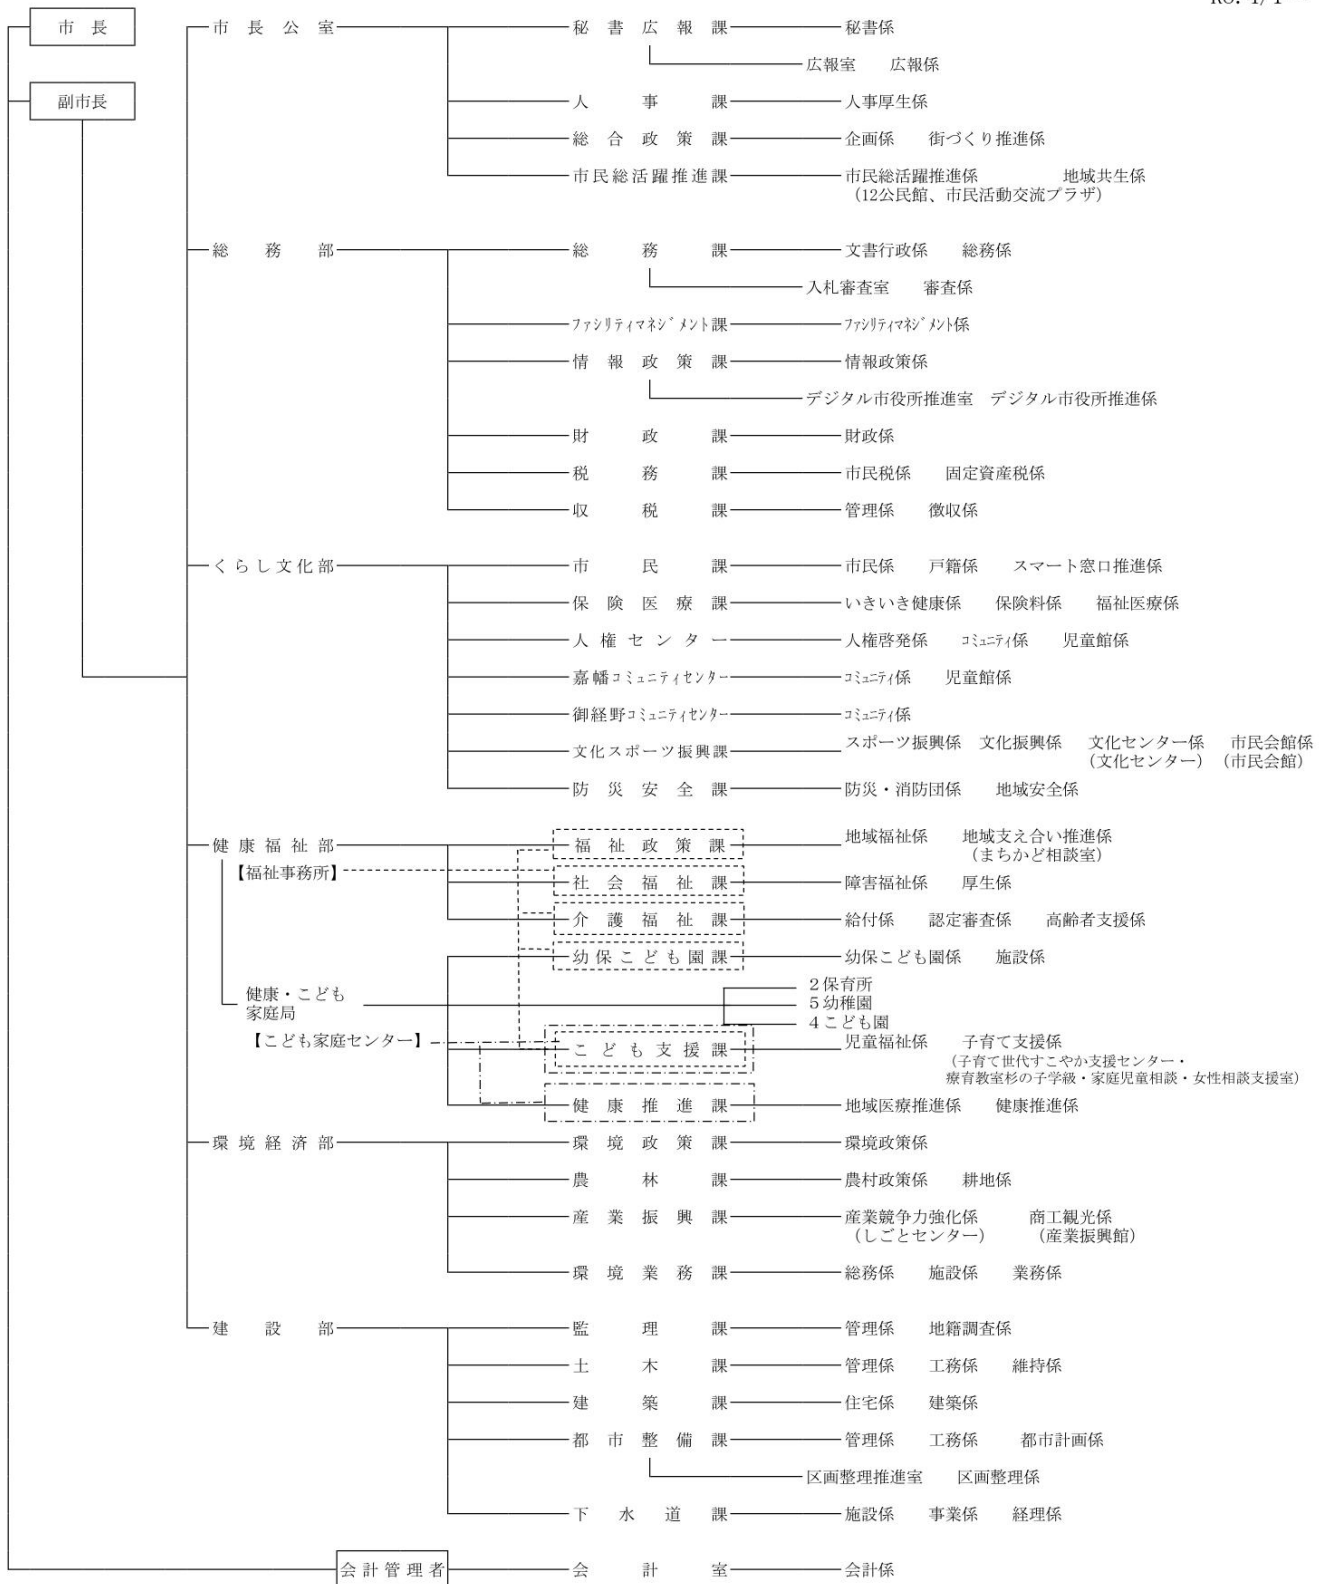 市長
市長公室 秘書広報課 秘書係
広報室 広報係
副市長 人事課 人事厚生係
総合政策課 企画係 街づくり推進係
市民総活躍推進課 市民総活躍推進係 地域共生係
（12公民館、市民活動交流プラザ）
総務部 総務課 文書行政係 総務係
入札審査室 審査係
ﾌｧｼﾘﾃｨﾏﾈｼﾞﾒﾝﾄ課 ﾌｧｼﾘﾃｨﾏﾈｼﾞﾒﾝﾄ係
情報政策課 情報政策係
デジタル市役所推進室 デジタル市役所推進係
財政課 財政係
税務課 市民税係 固定資産税係
収税課 管理係 徴収係
くらし文化部 市民課 市民係 戸籍係 スマート窓口推進係
保険医療課 いきいき健康係 保険料係 福祉医療係
人権センター 人権啓発係 ｺﾐｭﾆﾃｨ係 児童館係
嘉幡ｺﾐｭﾆﾃｨｾﾝﾀｰ ｺﾐｭﾆﾃｨ係 児童館係
御経野ｺﾐｭﾆﾃｨｾﾝﾀｰ ｺﾐｭﾆﾃｨ係
文化スポーツ振興課 スポーツ振興係 文化振興係 文化センター係 市民会館係
（文化センター）（市民会館）
防災安全課 防災・消防団係 地域安全係
健康福祉部 福祉政策課 地域福祉係 地域支え合い推進係
（まちかど相談室）
【福祉事務所】
社会福祉課 障害福祉係 厚生係
介護福祉課 給付係 認定審査係 高齢者支援係
幼保こども園課 幼保こども園係 施設係
２保育所
健康・こども
家庭局
５幼稚園
４こども園
【こども家庭センター】
こども支援課 児童福祉係 子育て支援係
（子育て世代すこやか支援センター・
療育教室杉の子学級・家庭児童相談・女性相談支援室）
健康推進課 地域医療推進係 健康推進係
環境経済部 環境政策課 環境政策係
農林課 農村政策係 耕地係
産業振興課 産業競争力強化係 商工観光係
（しごとセンター） （産業振興館）
環境業務課 総務係 施設係 業務係
建設部 監理課 管理係 地籍調査係
土木課 管理係 工務係 維持係
建築課 住宅係 建築係
都市整備課 管理係 工務係 都市計画係
区画整理推進室 区画整理係
下水道課 施設係 事業係 経理係
会計管理者 会計室 会計係